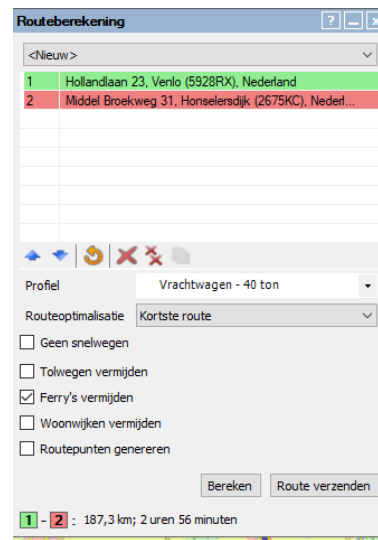 Routeberekening
<Nieuw>
1 Hollandlaan 23, Venlo (5928RX), Nederland
2 Middel Broekweg 31, Honselersdijk (2675KC), Nederl...
Profiel Vrachtwagen - 40 ton
Routeoptimalisatie Kortste route
Geen snelwegen
Tolwegen vermijden
Ferry's vermijden
Woonwijken vermijden
Routepunten genereren
Bereken Route verzenden
1 - 2 : 187,3 km; 2 uren 56 minuten